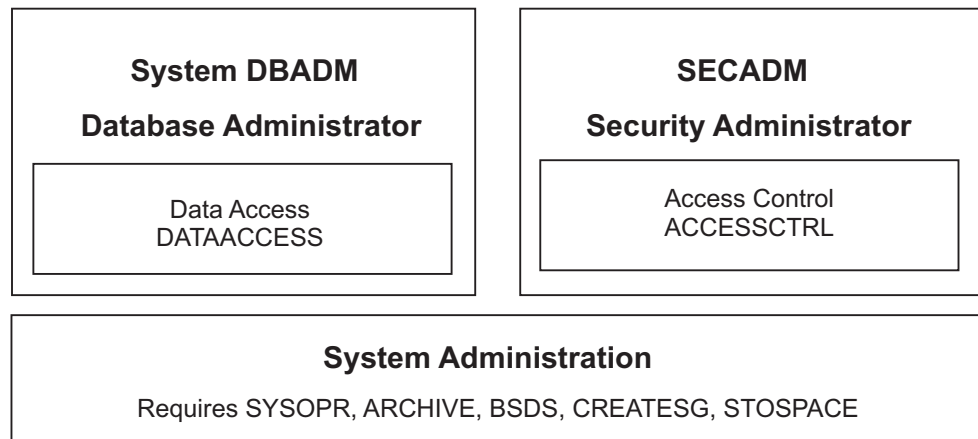 System DBADM
Database Administrator
Data Access
DATAACCESS
SECADM
Security Administrator
Access Control
ACCESSCTRL
System Administration
Requires SYSOPR, ARCHIVE, BSDS, CREATESG, STOSPACE